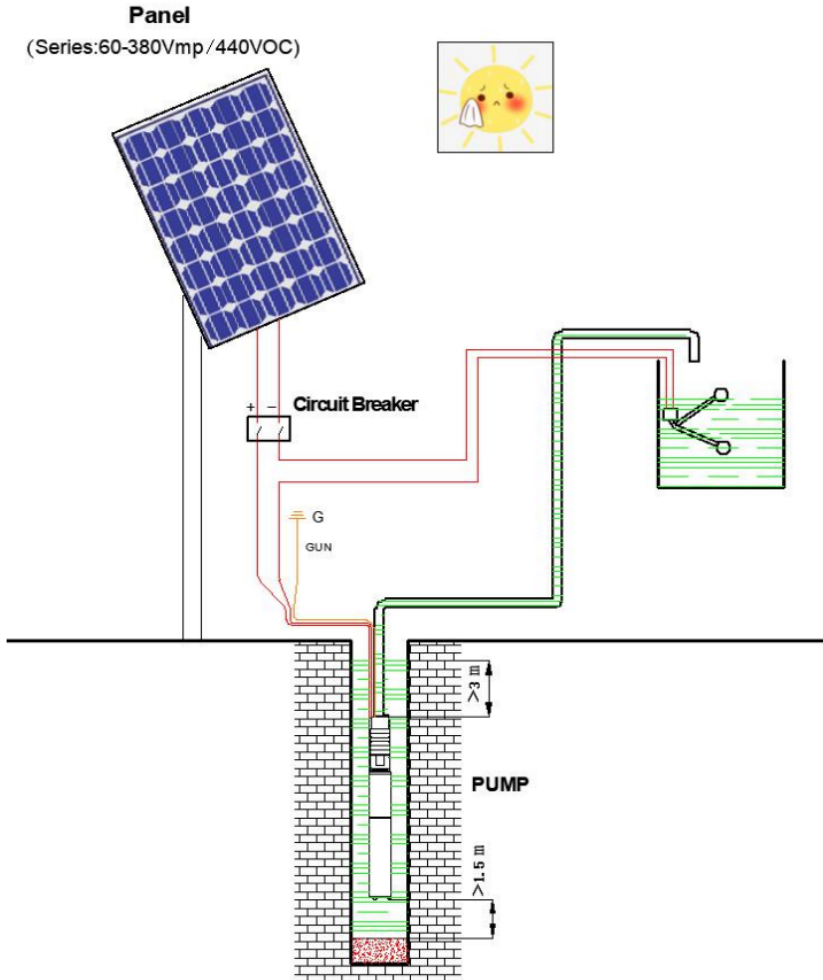 Panel
(Series:60-380Vmp/440VOC)
+ −
Circuit Breaker
G
GUN
>3 m
PUMP
>1.5 m